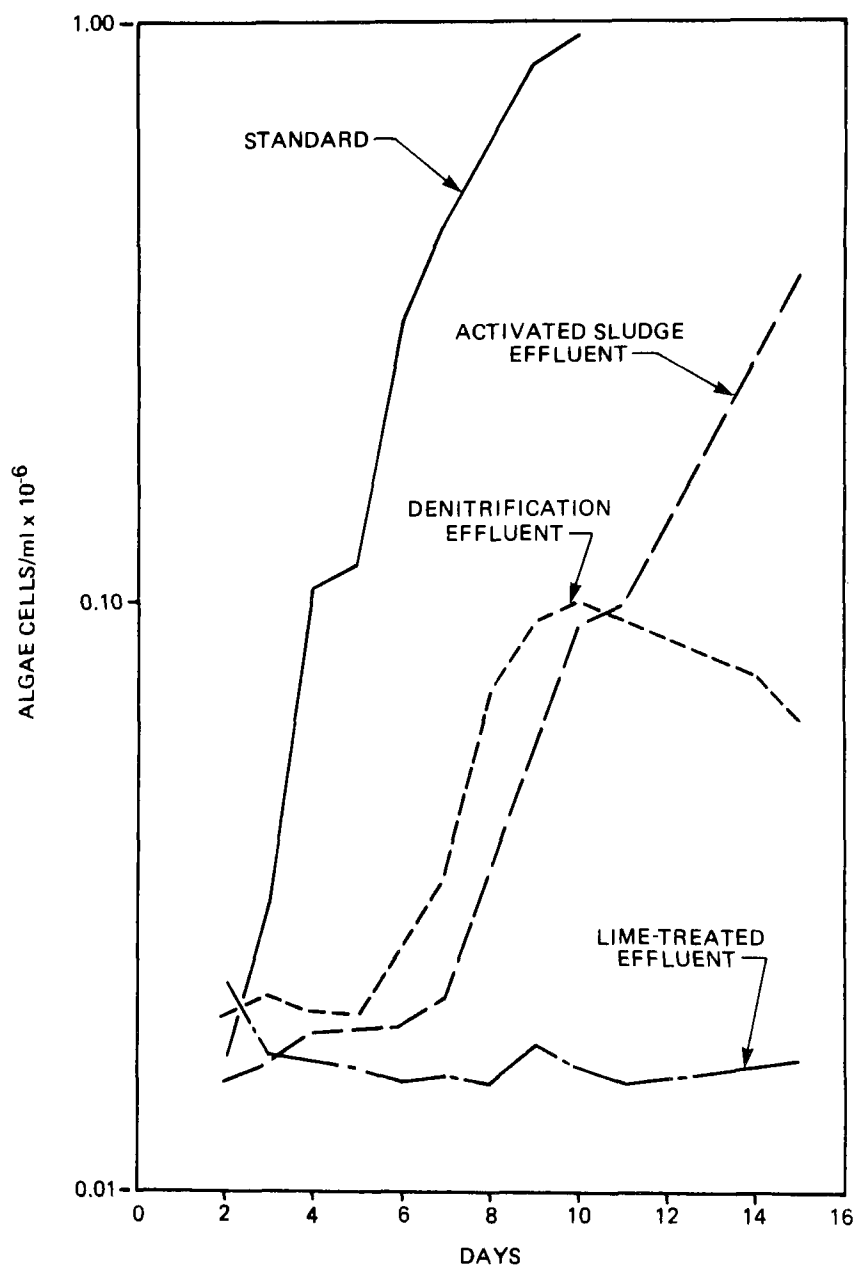 1.00
STANDARD
ACTIVATED SLUDGE
EFFLUENT
DENITRIFICATION
EFFLUENT
ALGAE CELLS/ml x 10-6
0.10
LIME-TREATED
EFFLUENT
0.01
0 2 4 6 8 10 12 14 16
DAYS